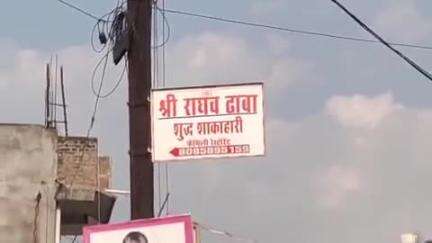 श्री राघव ढाबा
शुद्ध शाकाहारी
फैमिली रेस्टोरेंट